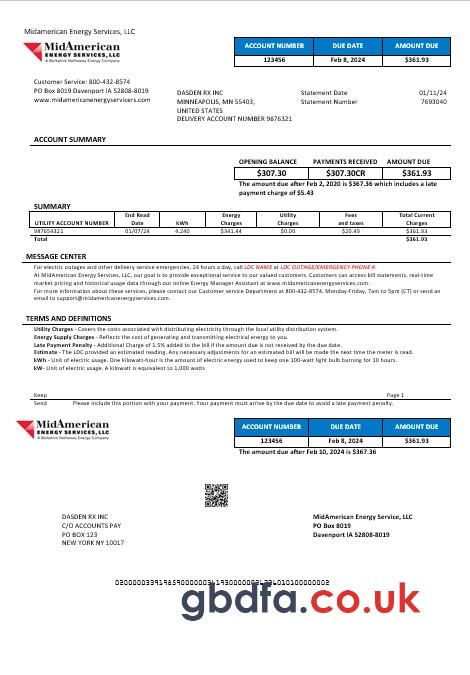 Midamerican Energy Services, LLC
MidAmerican
ENERGY SERVICES, LLC
A Berkshire Hathaway Energy Company
ACCOUNT NUMBER DUE DATE AMOUNT DUE
123456 Feb 8, 2024 $361.93
Customer Service: 800-432-8574
PO Box 8019 Davenport IA 52808-8019
www.midamericanenergyservicers.com
DASDEN RX INC
MINNEAPOLIS, MN 55403,
UNITED STATES
DELIVERY ACCOUNT NUMBER 9876321
Statement Date 01/11/24
Statement Number 7693040
ACCOUNT SUMMARY
OPENING BALANCE PAYMENTS RECEIVED AMOUNT DUE
$307.30 $307.30CR $361.93
The amount due after Feb 2, 2020 is $367.36 which includes a late
payment charge of $5.43
SUMMARY
UTILITY ACCOUNT NUMBER End Read Date kWh Energy Charges Utility Charges Fees and taxes Total Current Charges
987654321 01/07/24 4.240 $341.44 $0.00 $20.49 $361.93
Total $361.93
MESSAGE CENTER
For electric outages and other delivery service emergencies, 24 hours a day, call LDC NAME at LDC OUTAGE/EMERGENCY PHONE #.
At MidAmerican Energy Services, LLC, our goal is to provide exceptional service to our valued customers. Customers can access bill statements, real-time
market pricing and historical usage data through our online Energy Manager Assistant at www.midamericanenergyservices.com.
For more information about these services, please contact our Customer service Department at 800-432-8574, Monday-Friday, 7am to 5pm (CT) or send an
email to support@midamericanenergyservices.com.
TERMS AND DEFINITIONS
Utility Charges - Covers the costs associated with distributing electricity through the local utility distribution system.
Energy Supply Charges - Reflects the cost of generating and transmitting electrical energy to you.
Late Payment Penalty - Additional Charge of 1.5% added to the bill if the amount due is not received by the due date.
Estimate - The LDC provided an estimated reading. Any necessary adjustments for an estimated bill will be made the next time the meter is read.
kWh - Unit of electric usage. One kilowatt-hour is the amount of energy used to keep one 100-watt light bulb burning for 10 hours.
kW - Unit of electric usage. A kilowatt is equivalent to 1,000 watts
Keep Page 1
Send Please include this portion with your payment. Your payment must arrive by the due date to avoid a late payment penalty.
MidAmerican
ENERGY SERVICES, LLC
A Berkshire Hathaway Energy Company
ACCOUNT NUMBER DUE DATE AMOUNT DUE
123456 Feb 8, 2024 $361.93
The amount due after Feb 10, 2024 is $367.36
DASDEN RX INC
C/O ACCOUNTS PAY
PO BOX 123
NEW YORK NY 10017
MidAmerican Energy Service, LLC
PO Box 8019
Davenport IA 52808-8019
gbdfa.co.uk